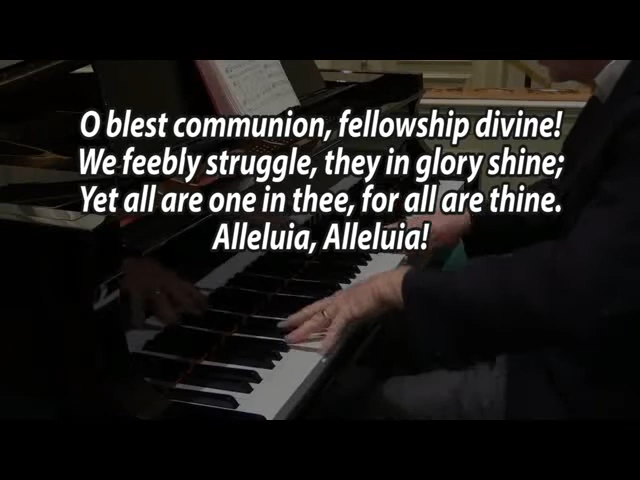 O blest communion, fellowship divine!
We feebly struggle, they in glory shine;
Yet all are one in thee, for all are thine.
Alleluia, Alleluia!